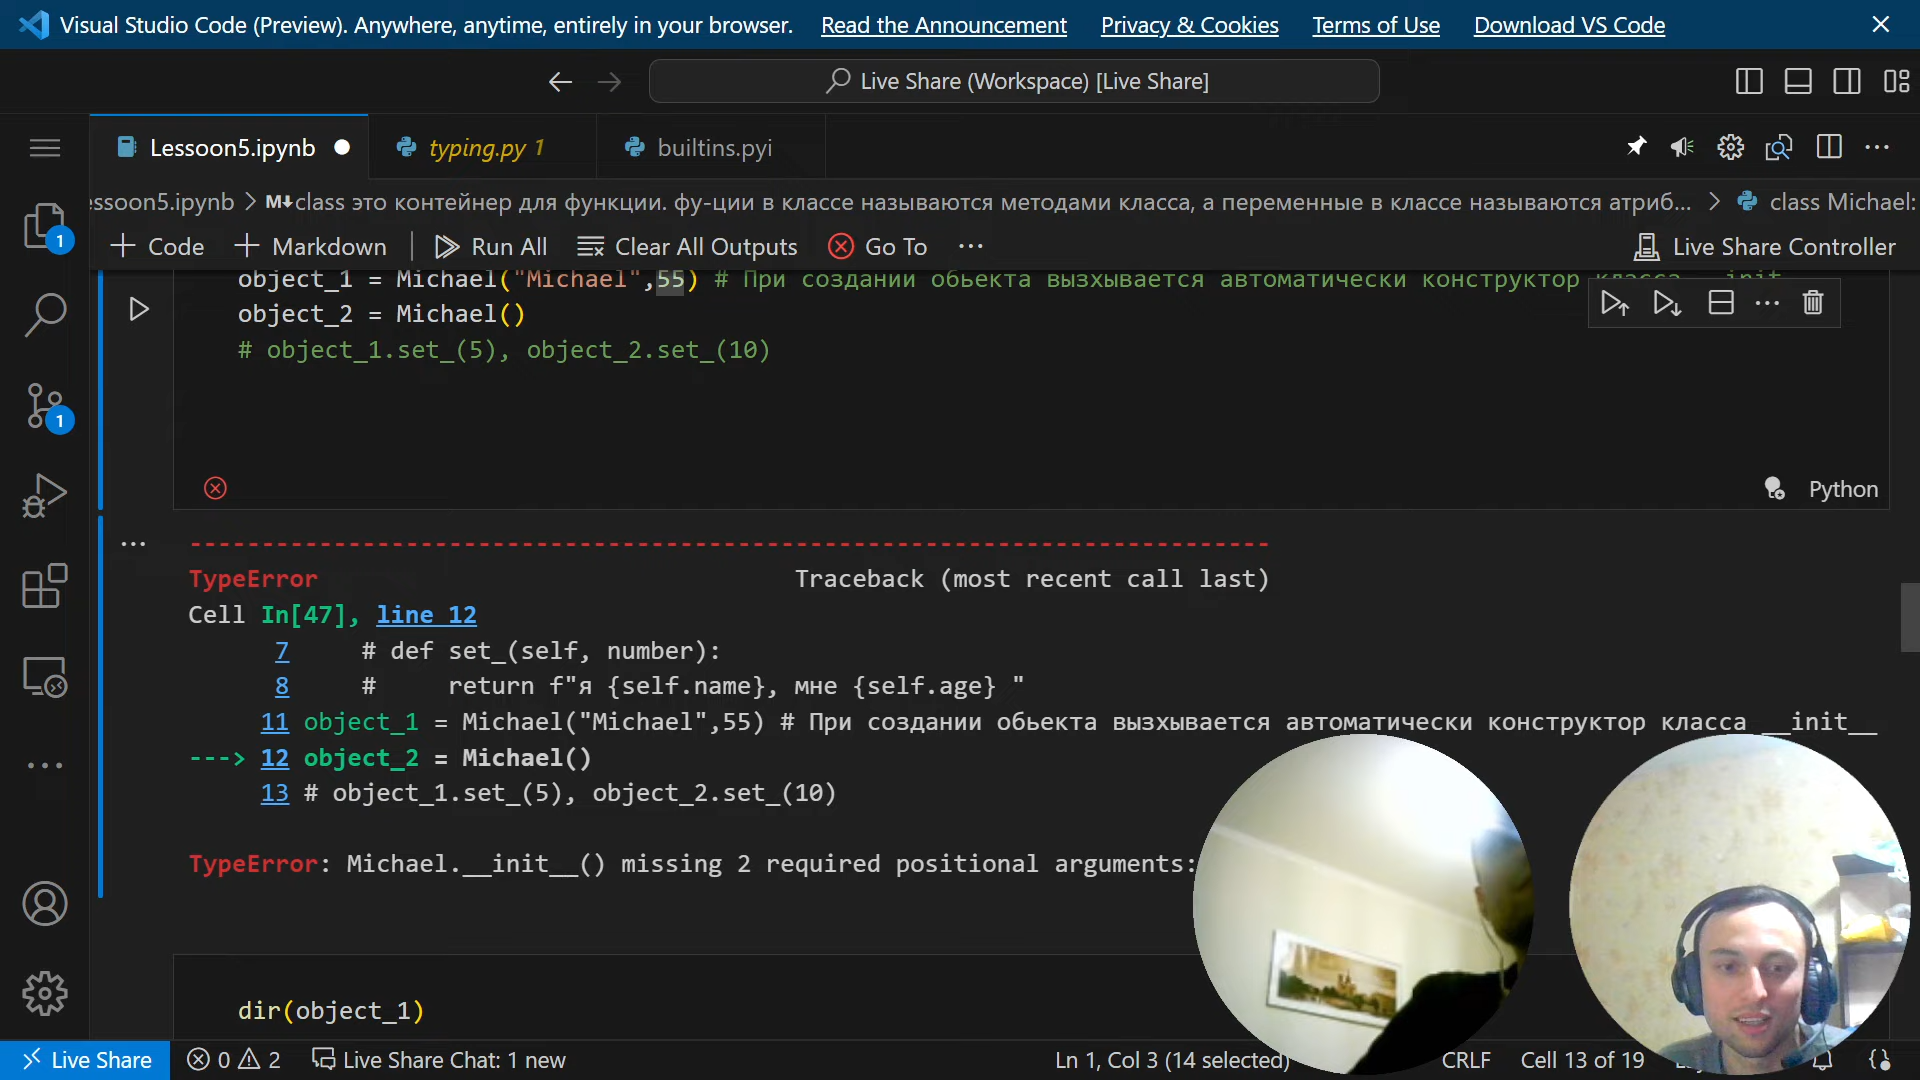 Visual Studio Code (Preview). Anywhere, anytime, entirely in your browser. Read the Announcement Privacy & Cookies Terms of Use Download VS Code
Live Share (Workspace) [Live Share]
Lessoon5.ipynb typing.py 1 builtins.pyi
essoon5.ipynb > M↓class это контейнер для функции. фу-ции в классе называются методами класса, а переменные в классе называются атриб... > class Michael:
Code Markdown Run All Clear All Outputs Go To ...
object_1 = Michael("Michael",55) # При создании обьекта вызхывается автоматически конструктор класса __init__
object_2 = Michael()
# object_1.set_(5), object_2.set_(10)
Python
TypeError Traceback (most recent call last)
Cell In[47], line 12
7 # def set_(self, number):
8 # return f"я {self.name}, мне {self.age} "
11 object_1 = Michael("Michael",55) # При создании обьекта вызхывается автоматически конструктор класса __init__
---> 12 object_2 = Michael()
13 # object_1.set_(5), object_2.set_(10)
TypeError: Michael.__init__() missing 2 required positional arguments:
dir(object_1)
1
1
Live Share 0 2 Live Share Chat: 1 new Ln 1, Col 3 (14 selected) CRLF Cell 13 of 19